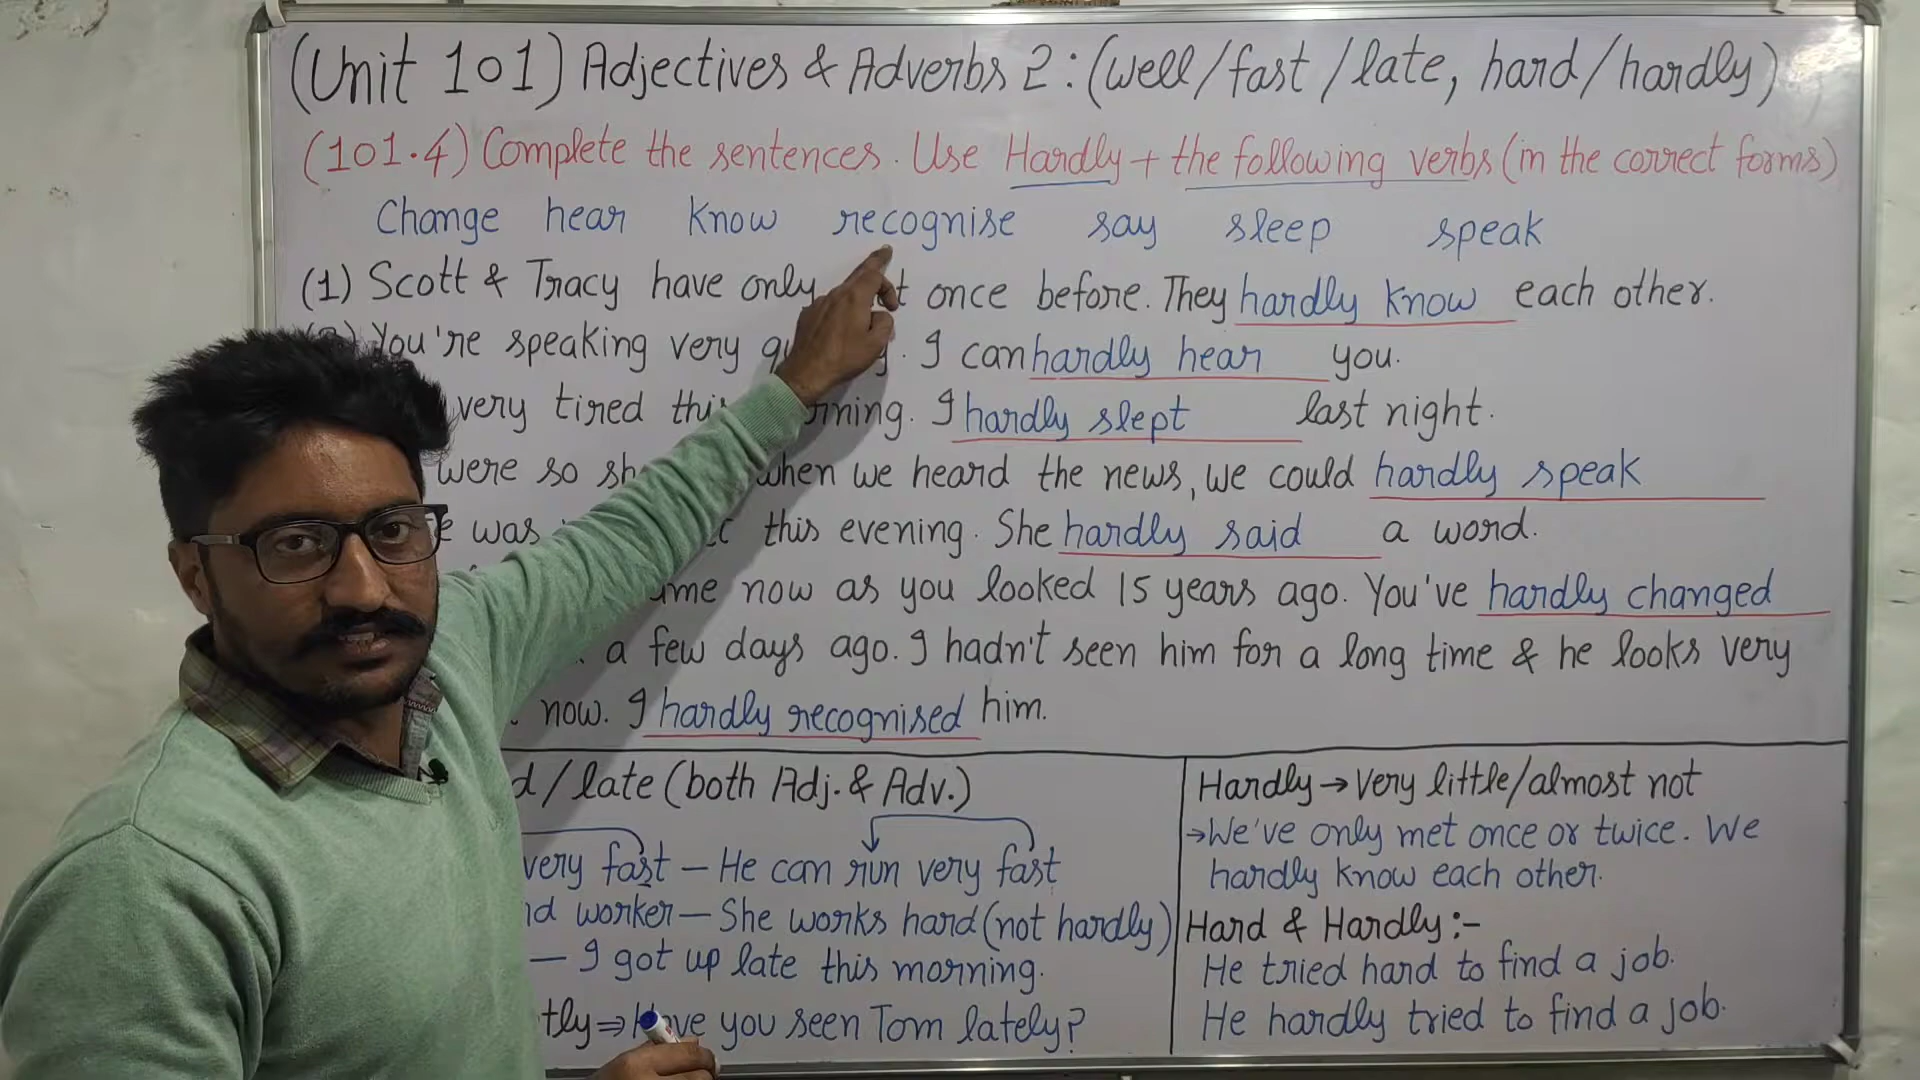 (Unit 101) Adjectives & Adverbs 2 : (well/fast/late, hard/hardly)
(101.4) Complete the sentences. Use Hardly + the following verbs (in the correct forms)
Change hear know recognise say sleep speak
(1) Scott & Tracy have only once before. They hardly know each other.
You're speaking very . I can hardly hear you.
very tired this . I hardly slept last night.
were so when we heard the news, we could hardly speak
was this evening. She hardly said a word.
now as you looked 15 years ago. You've hardly changed
a few days ago. I hadn't seen him for a long time & he looks very
now. I hardly recognised him.
/late (both Adj. & Adv.)
very fast – He can run very fast
worker – She works hard (not hardly)
– I got up late this morning.
⇒ Have you seen Tom lately?
Hardly → Very little/almost not
→ We've only met once or twice. We
hardly know each other.
Hard & Hardly :-
He tried hard to find a job.
He hardly tried to find a job.